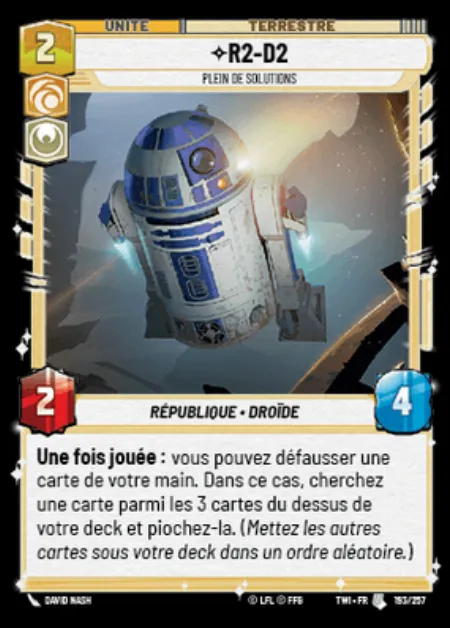 UNITÉ
TERRESTRE
2
✧R2-D2
PLEIN DE SOLUTIONS
2
RÉPUBLIQUE • DROÏDE
4
Une fois jouée : vous pouvez défausser une
carte de votre main. Dans ce cas, cherchez
une carte parmi les 3 cartes du dessus de
votre deck et piochez-la. (Mettez les autres
cartes sous votre deck dans un ordre aléatoire.)
DAVID NASH
© LFL © FFG
TWI • FR
193/257